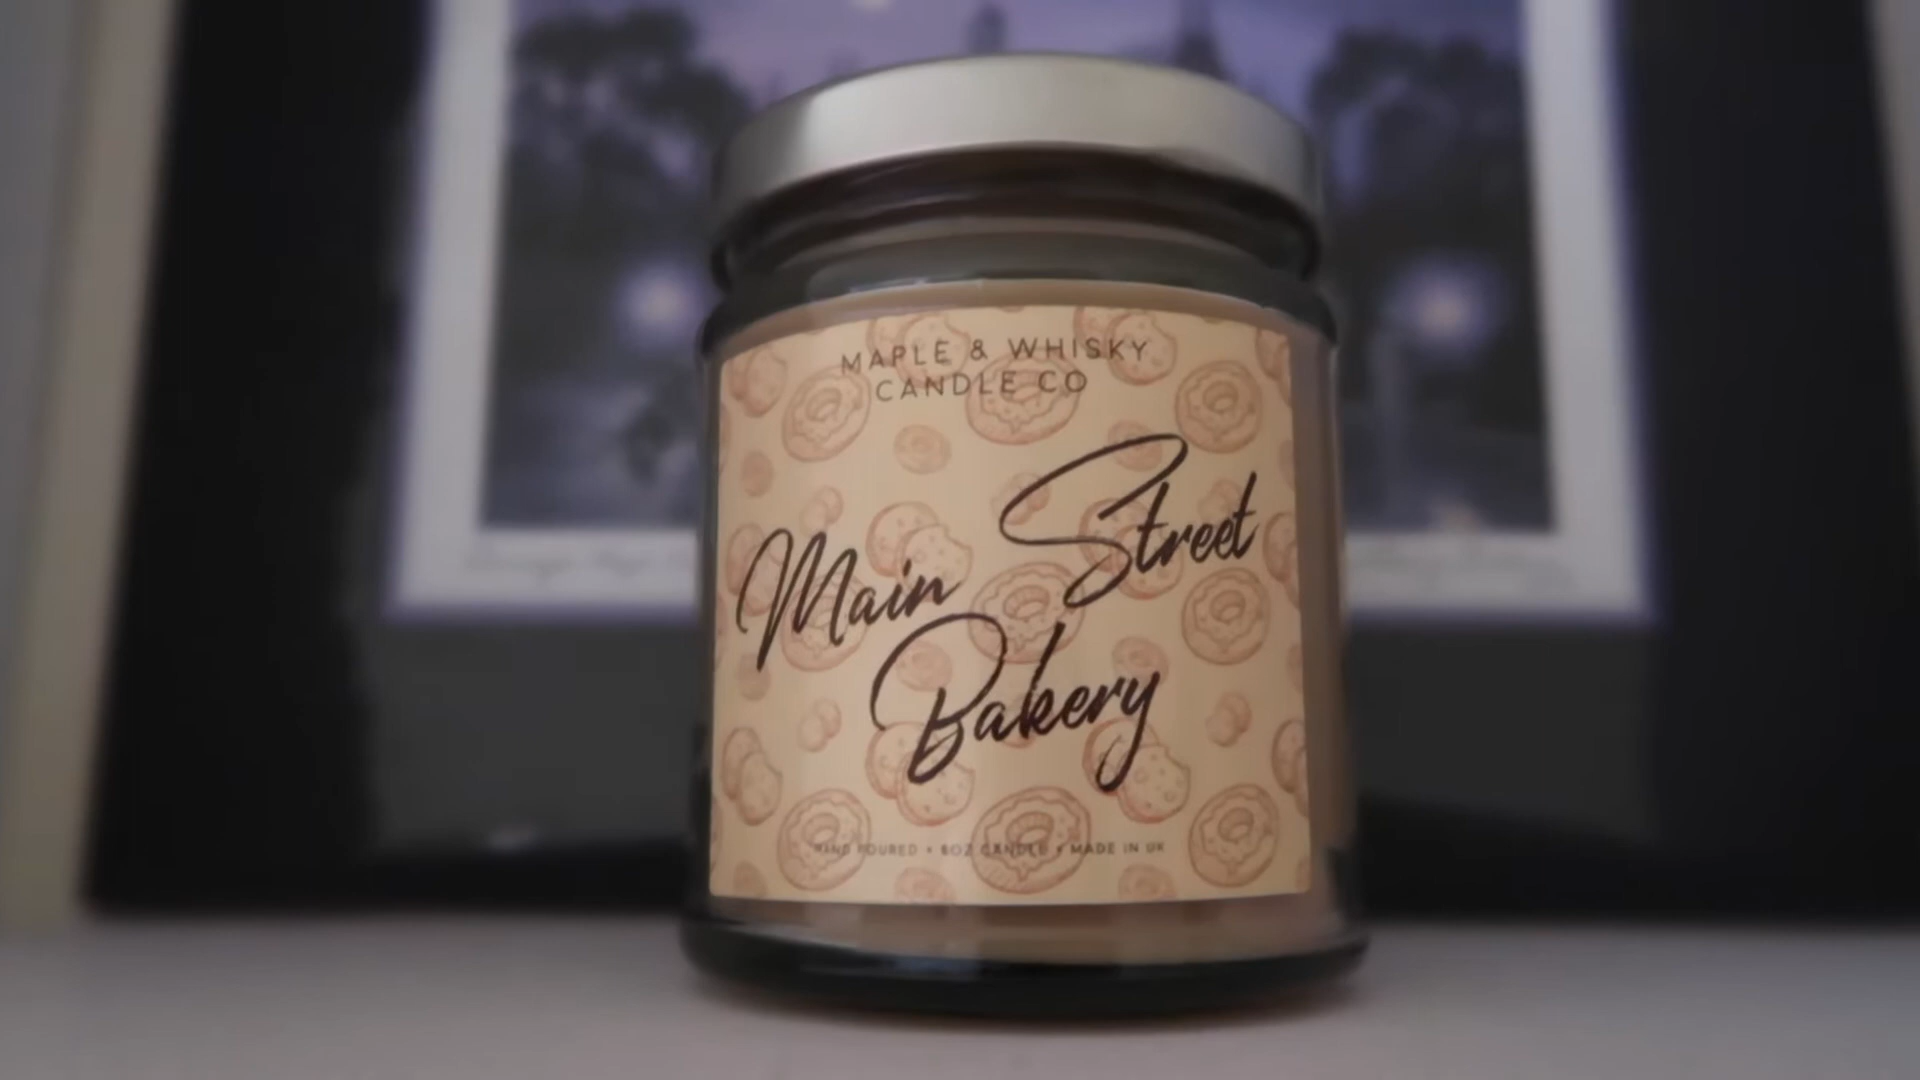 MAPLE & WHISKY
CANDLE CO
Main Street
Bakery
HAND POURED • 8OZ CANDLE • MADE IN UK